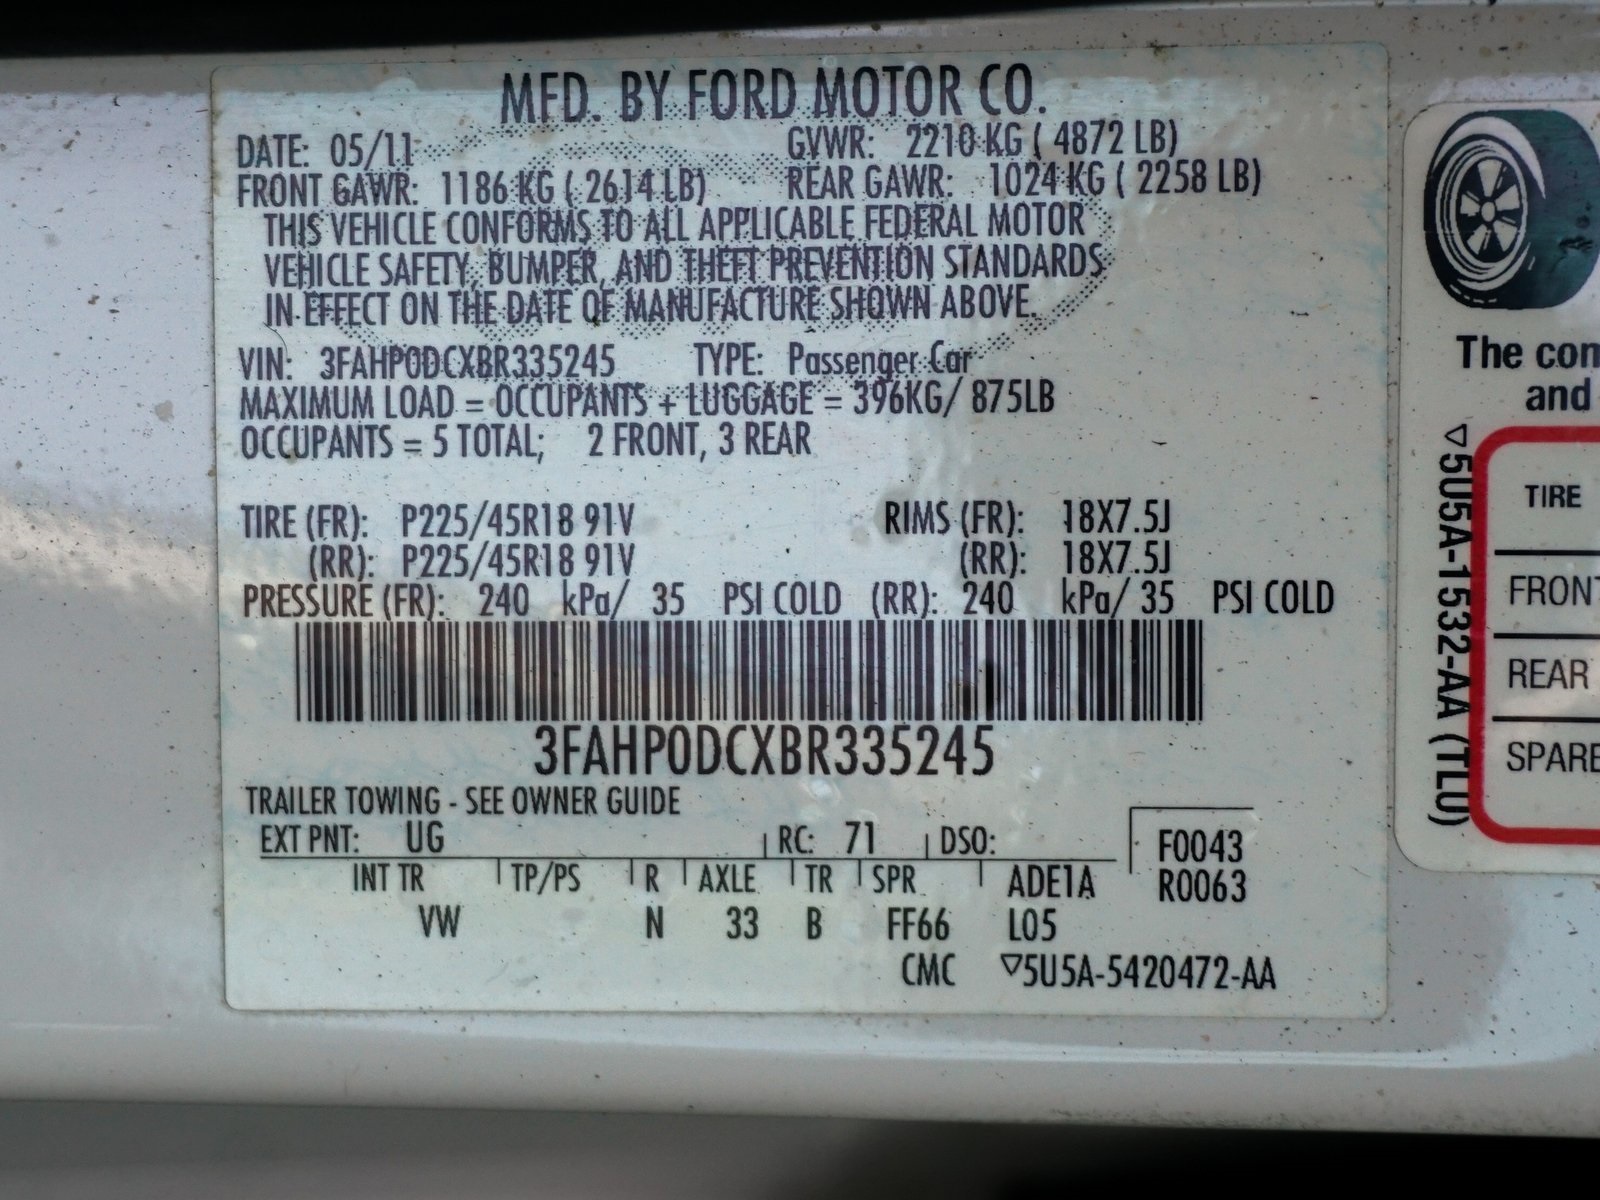 MFD. BY FORD MOTOR CO.
DATE: 05/11 GVWR: 2210 KG ( 4872 LB)
FRONT GAWR: 1186 KG ( 2614 LB) REAR GAWR: 1024 KG ( 2258 LB)
THIS VEHICLE CONFORMS TO ALL APPLICABLE FEDERAL MOTOR
VEHICLE SAFETY, BUMPER, AND THEFT PREVENTION STANDARDS
IN EFFECT ON THE DATE OF MANUFACTURE SHOWN ABOVE.
VIN: 3FAHP0DCXBR335245 TYPE: Passenger Car
MAXIMUM LOAD = OCCUPANTS + LUGGAGE = 396KG/ 875LB
OCCUPANTS = 5 TOTAL; 2 FRONT, 3 REAR
TIRE (FR): P225/45R18 91V RIMS (FR): 18X7.5J
(RR): P225/45R18 91V (RR): 18X7.5J
PRESSURE (FR): 240 kPa/ 35 PSI COLD (RR): 240 kPa/ 35 PSI COLD
3FAHP0DCXBR335245
TRAILER TOWING - SEE OWNER GUIDE
EXT PNT: UG RC: 71 DSO: F0043
INT TR TP/PS R AXLE TR SPR ADE1A R0063
VW N 33 B FF66 L05
CMC ▽5U5A-5420472-AA
The con
and
▽5U5A-1532-AA (TLU)
TIRE
FRONT
REAR
SPARE